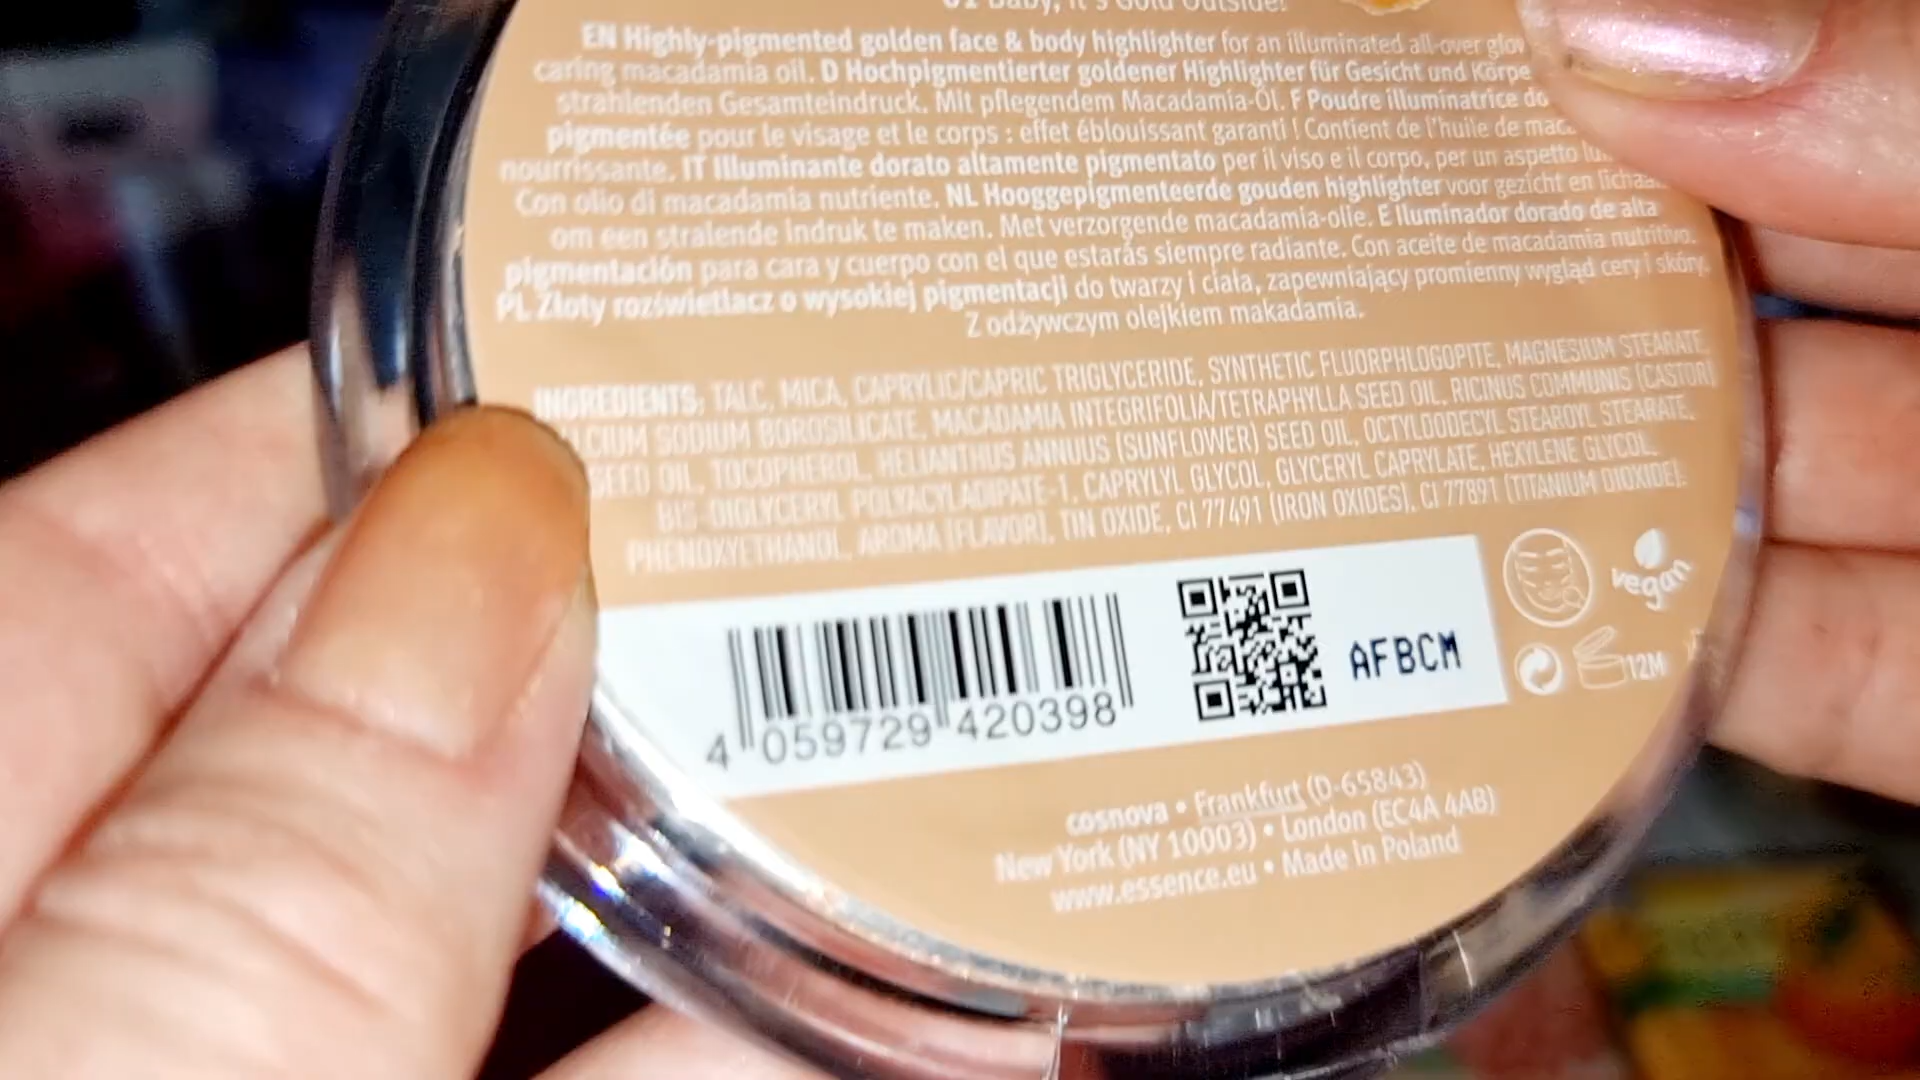 01 Baby, it's Gold Outside!
EN Highly-pigmented golden face & body highlighter for an illuminated all-over glow
caring macadamia oil. D Hochpigmentierter goldener Highlighter für Gesicht und Körpe
strahlenden Gesamteindruck. Mit pflegendem Macadamia-Öl. F Poudre illuminatrice do
pigmentée pour le visage et le corps : effet éblouissant garanti ! Contient de l'huile de mac
nourrissante. IT Illuminante dorato altamente pigmentato per il viso e il corpo, per un aspetto lu
Con olio di macadamia nutriente. NL Hooggepigmenteerde gouden highlighter voor gezicht en lichaa
om een stralende indruk te maken. Met verzorgende macadamia-olie. E Iluminador dorado de alta
pigmentación para cara y cuerpo con el que estarás siempre radiante. Con aceite de macadamia nutritivo.
PL Złoty rozświetlacz o wysokiej pigmentacji do twarzy i ciała, zapewniający promienny wygląd cery i skóry.
Z odżywczym olejkiem makadamia.
INGREDIENTS: TALC, MICA, CAPRYLIC/CAPRIC TRIGLYCERIDE, SYNTHETIC FLUORPHLOGOPITE, MAGNESIUM STEARATE,
LCIUM SODIUM BOROSILICATE, MACADAMIA INTEGRIFOLIA/TETRAPHYLLA SEED OIL, RICINUS COMMUNIS (CASTOR)
SEED OIL, TOCOPHEROL, HELIANTHUS ANNUUS (SUNFLOWER) SEED OIL, OCTYLDODECYL STEAROYL STEARATE,
BIS-DIGLYCERYL POLYACYLADIPATE-1, CAPRYLYL GLYCOL, GLYCERYL CAPRYLATE, HEXYLENE GLYCOL,
PHENOXYETHANOL, AROMA (FLAVOR), TIN OXIDE, CI 77491 (IRON OXIDES), CI 77891 (TITANIUM DIOXIDE).
vegan
AFBCM
12M
4 059729 420398
cosnova • Frankfurt (D-65843)
New York (NY 10003) • London (EC4A 4AB)
www.essence.eu • Made in Poland